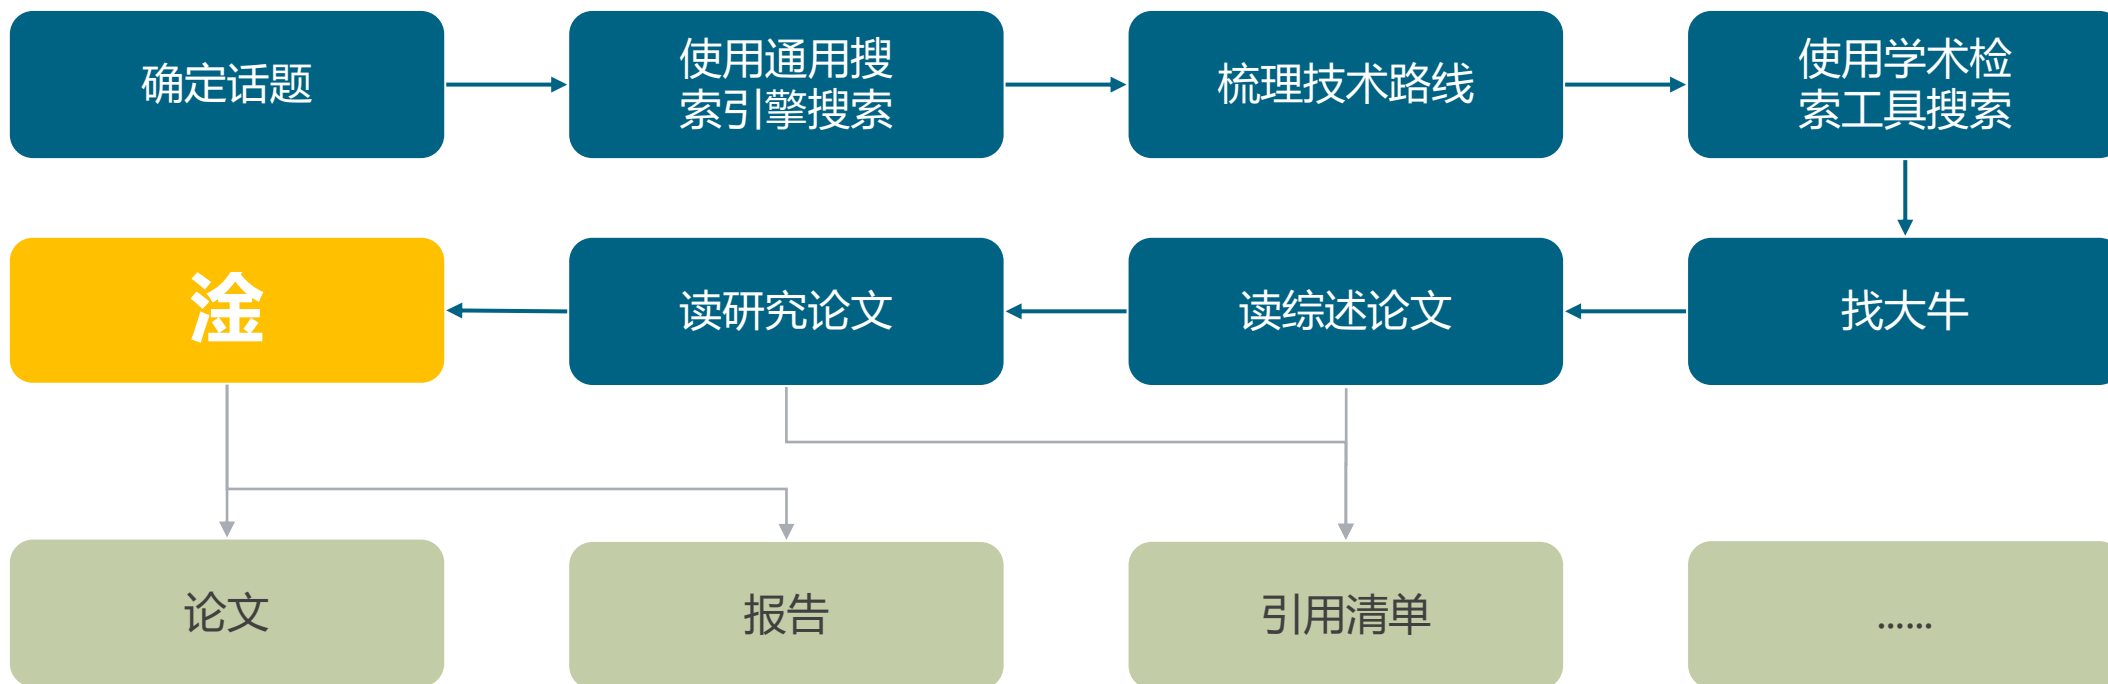 确定话题
使用通用搜
索引擎搜索
梳理技术路线
使用学术检
索工具搜索
淦
读研究论文
读综述论文
找大牛
论文
报告
引用清单
……